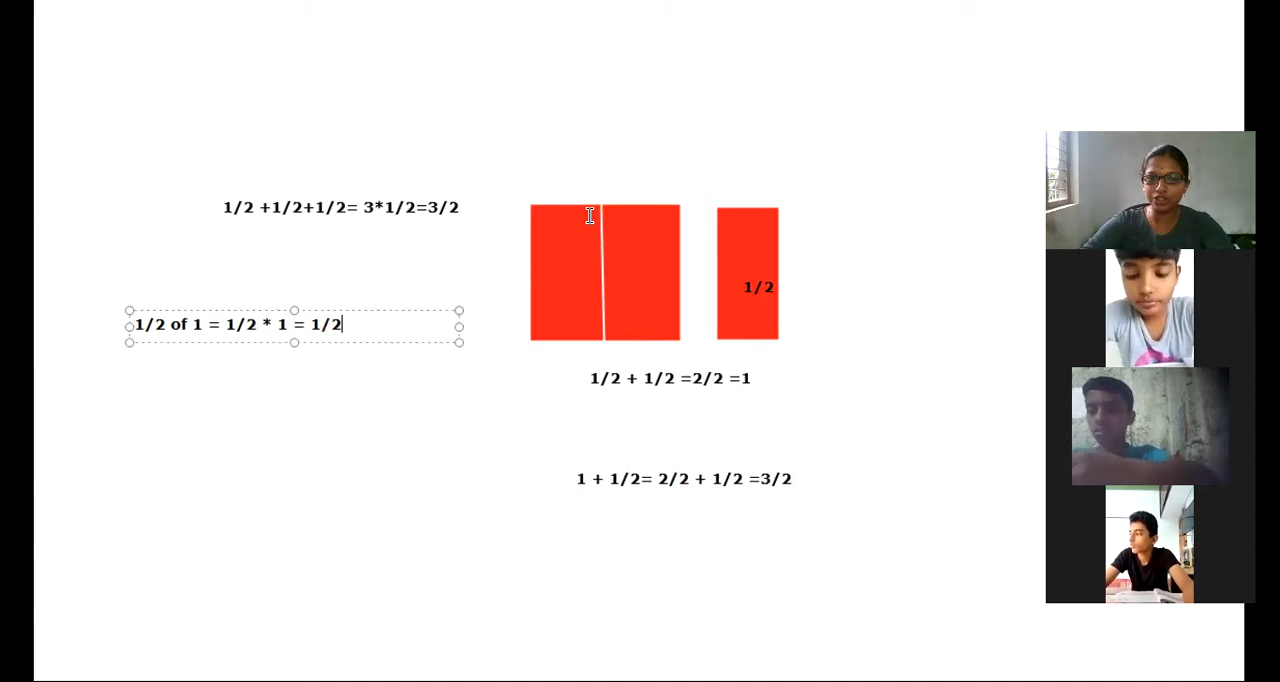 1/2 +1/2+1/2= 3*1/2=3/2
1/2
1/2 of 1 = 1/2 * 1 = 1/2
1/2 + 1/2 =2/2 =1
1 + 1/2= 2/2 + 1/2 =3/2